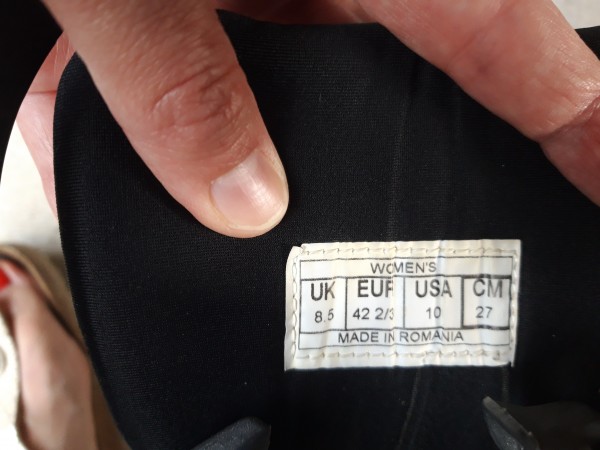 WOMEN'S
UK EUR USA CM
8.5 42 2/3 10 27
MADE IN ROMANIA